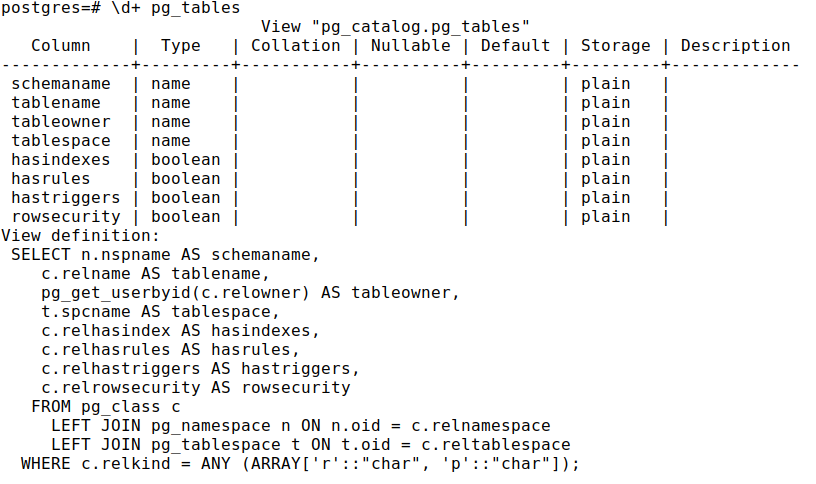 postgres=# \d+ pg_tables
                          View "pg_catalog.pg_tables"
   Column    |  Type   | Collation | Nullable | Default | Storage | Description
-------------+---------+-----------+----------+---------+---------+-------------
 schemaname  | name    |           |          |         | plain   |
 tablename   | name    |           |          |         | plain   |
 tableowner  | name    |           |          |         | plain   |
 tablespace  | name    |           |          |         | plain   |
 hasindexes  | boolean |           |          |         | plain   |
 hasrules    | boolean |           |          |         | plain   |
 hastriggers | boolean |           |          |         | plain   |
 rowsecurity | boolean |           |          |         | plain   |
View definition:
 SELECT n.nspname AS schemaname,
    c.relname AS tablename,
    pg_get_userbyid(c.relowner) AS tableowner,
    t.spcname AS tablespace,
    c.relhasindex AS hasindexes,
    c.relhasrules AS hasrules,
    c.relhastriggers AS hastriggers,
    c.relrowsecurity AS rowsecurity
   FROM pg_class c
     LEFT JOIN pg_namespace n ON n.oid = c.relnamespace
     LEFT JOIN pg_tablespace t ON t.oid = c.reltablespace
  WHERE c.relkind = ANY (ARRAY['r'::"char", 'p'::"char"]);